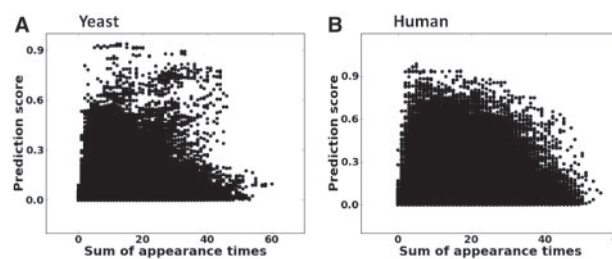 A Yeast
B Human
Prediction score
0.9
0.6
0.3
0.0
0 20 40 60
Sum of appearance times
Prediction score
0.9
0.6
0.3
0.0
0 20 40
Sum of appearance times